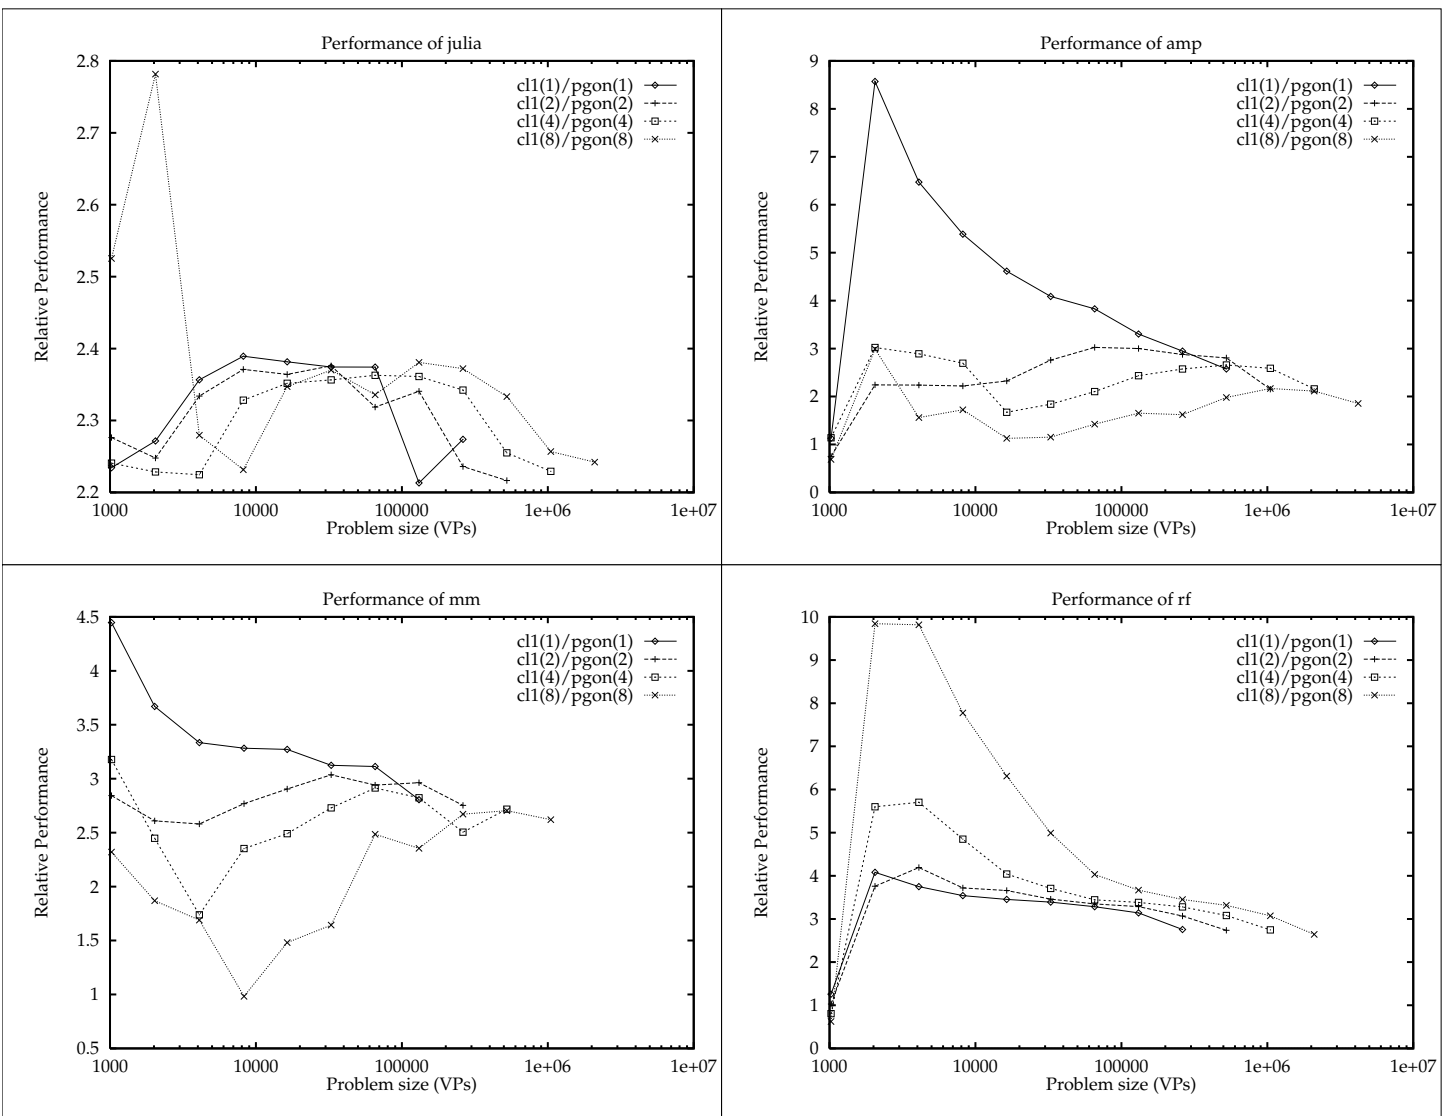 Performance of julia
2.8
2.7
2.6
2.5
2.4
2.3
2.2
Relative Performance
cl1(1)/pgon(1)
cl1(2)/pgon(2)
cl1(4)/pgon(4)
cl1(8)/pgon(8)
1000 10000 100000 1e+06 1e+07
Problem size (VPs)
Performance of amp
9
8
7
6
5
4
3
2
1
0
Relative Performance
cl1(1)/pgon(1)
cl1(2)/pgon(2)
cl1(4)/pgon(4)
cl1(8)/pgon(8)
1000 10000 100000 1e+06 1e+07
Problem size (VPs)
Performance of mm
4.5
4
3.5
3
2.5
2
1.5
1
0.5
Relative Performance
cl1(1)/pgon(1)
cl1(2)/pgon(2)
cl1(4)/pgon(4)
cl1(8)/pgon(8)
1000 10000 100000 1e+06 1e+07
Problem size (VPs)
Performance of rf
10
9
8
7
6
5
4
3
2
1
0
Relative Performance
cl1(1)/pgon(1)
cl1(2)/pgon(2)
cl1(4)/pgon(4)
cl1(8)/pgon(8)
1000 10000 100000 1e+06 1e+07
Problem size (VPs)